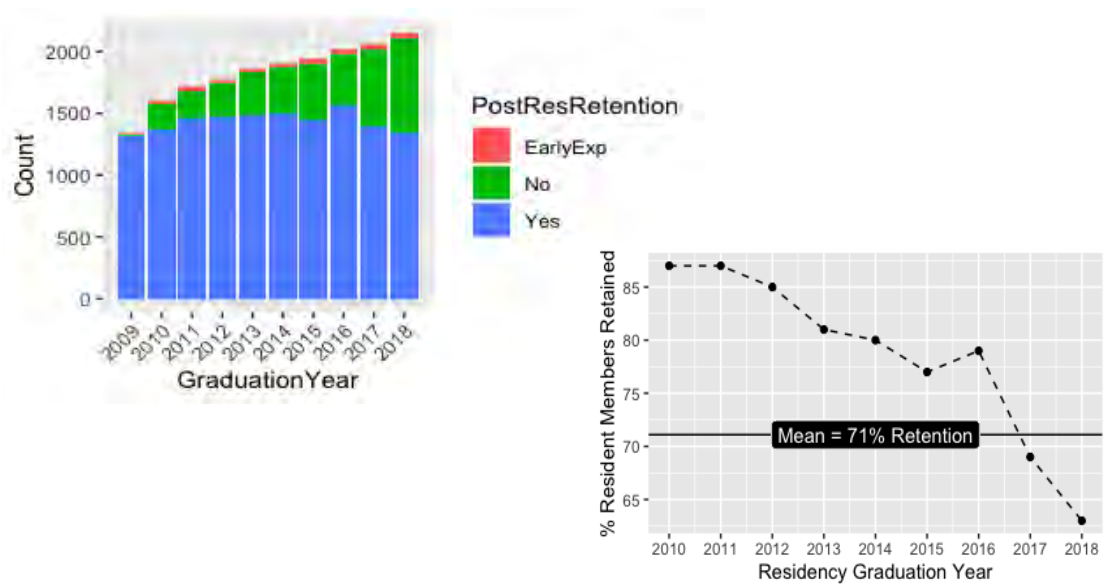 2000
1500
1000
500
0
Count
2009 2010 2011 2012 2013 2014 2015 2016 2017 2018
GraduationYear
PostResRetention
EarlyExp
No
Yes
% Resident Members Retained
85
80
75
70
65
Mean = 71% Retention
2010 2011 2012 2013 2014 2015 2016 2017 2018
Residency Graduation Year